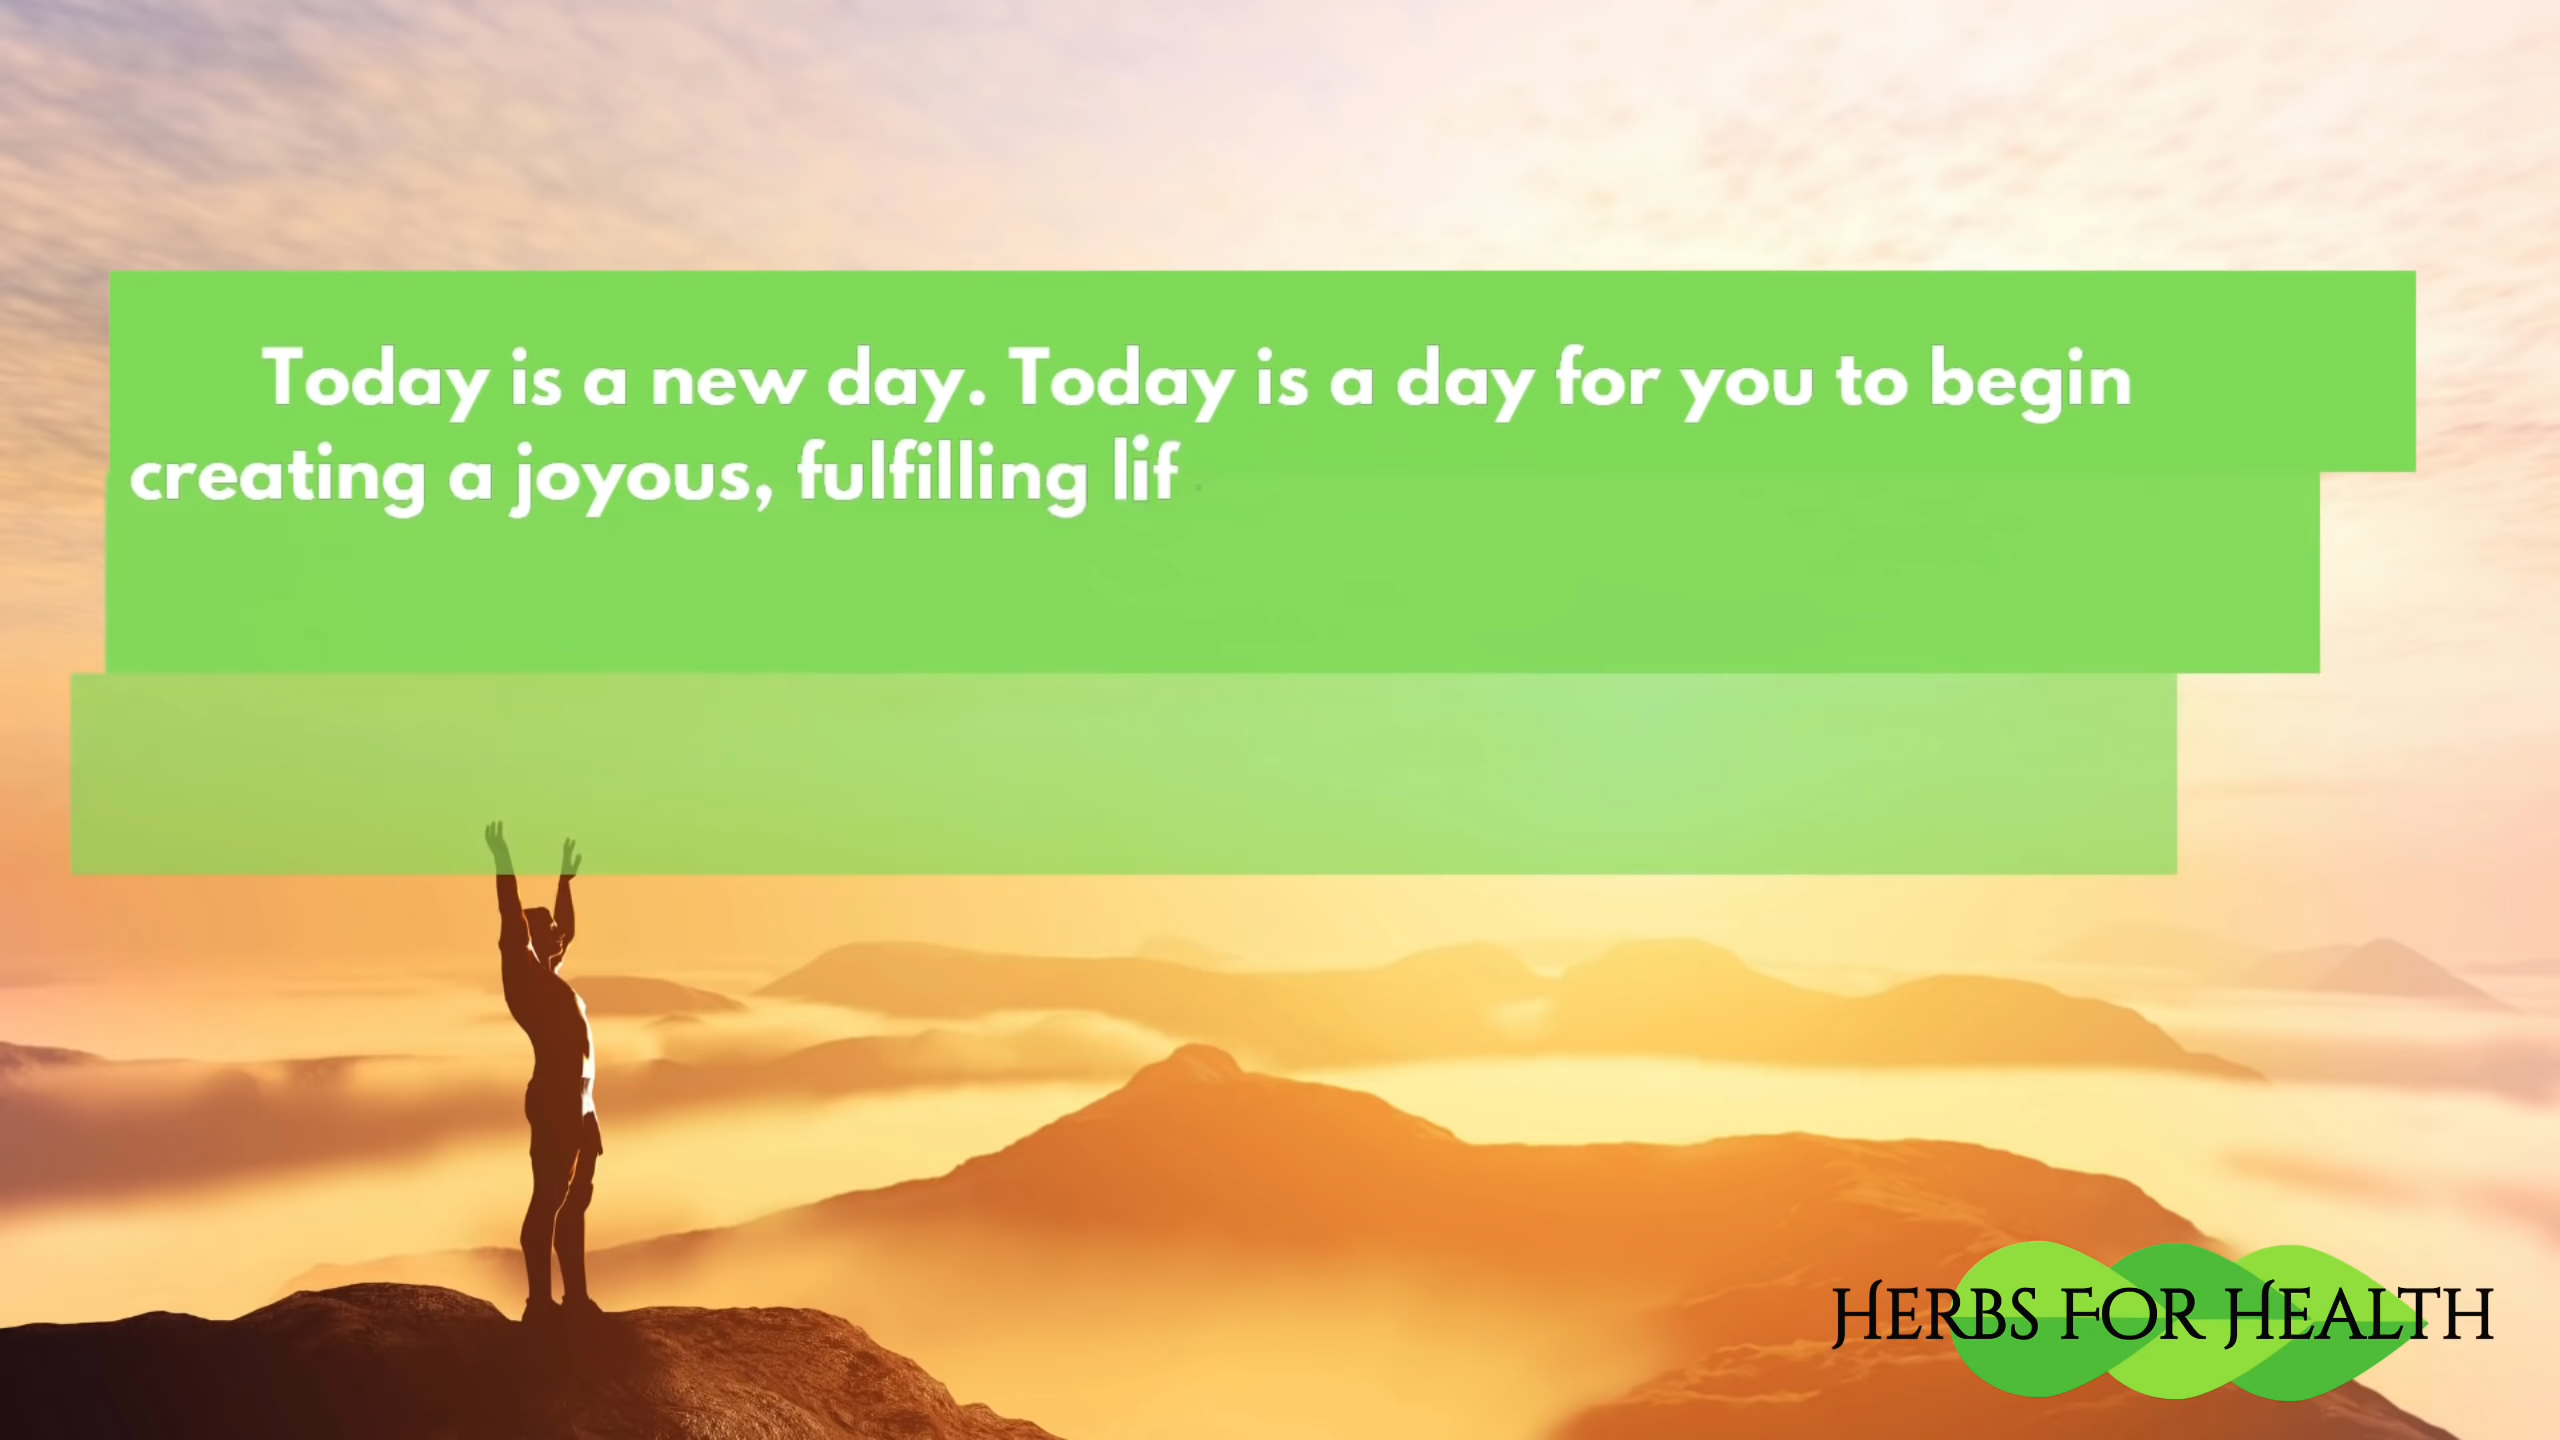 Today is a new day. Today is a day for you to begin
creating a joyous, fulfilling lif
HERBS FOR HEALTH